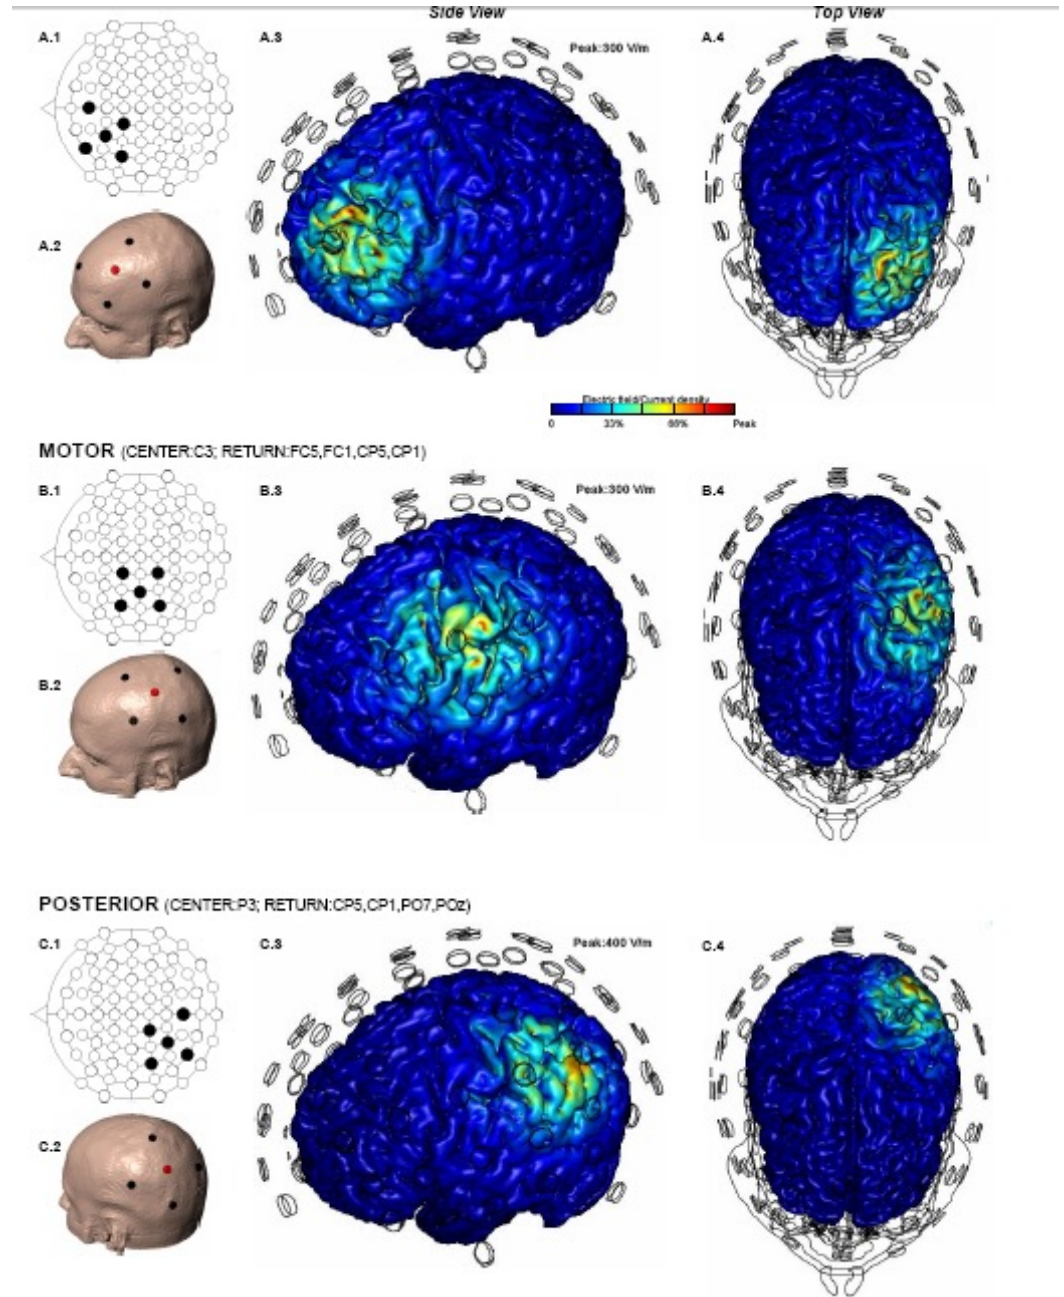 Side View
Top View
A.1
A.3
Peak:300 V/m
A.4
A.2
Electric field/Current density
0 33% 66% Peak
MOTOR (CENTER:C3; RETURN:FC5,FC1,CP5,CP1)
B.1
B.3
Peak:300 V/m
B.4
B.2
POSTERIOR (CENTER:P3; RETURN:CP5,CP1,PO7,POz)
C.1
C.3
Peak:400 V/m
C.4
C.2